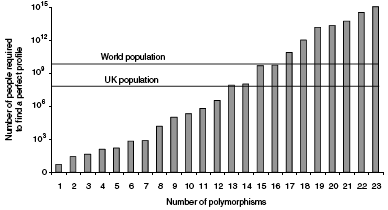 Number of people required
to find a perfect profile
10^15
10^12
World population
10^9
UK population
10^6
10^3
0
1 2 3 4 5 6 7 8 9 10 11 12 13 14 15 16 17 18 19 20 21 22 23
Number of polymorphisms